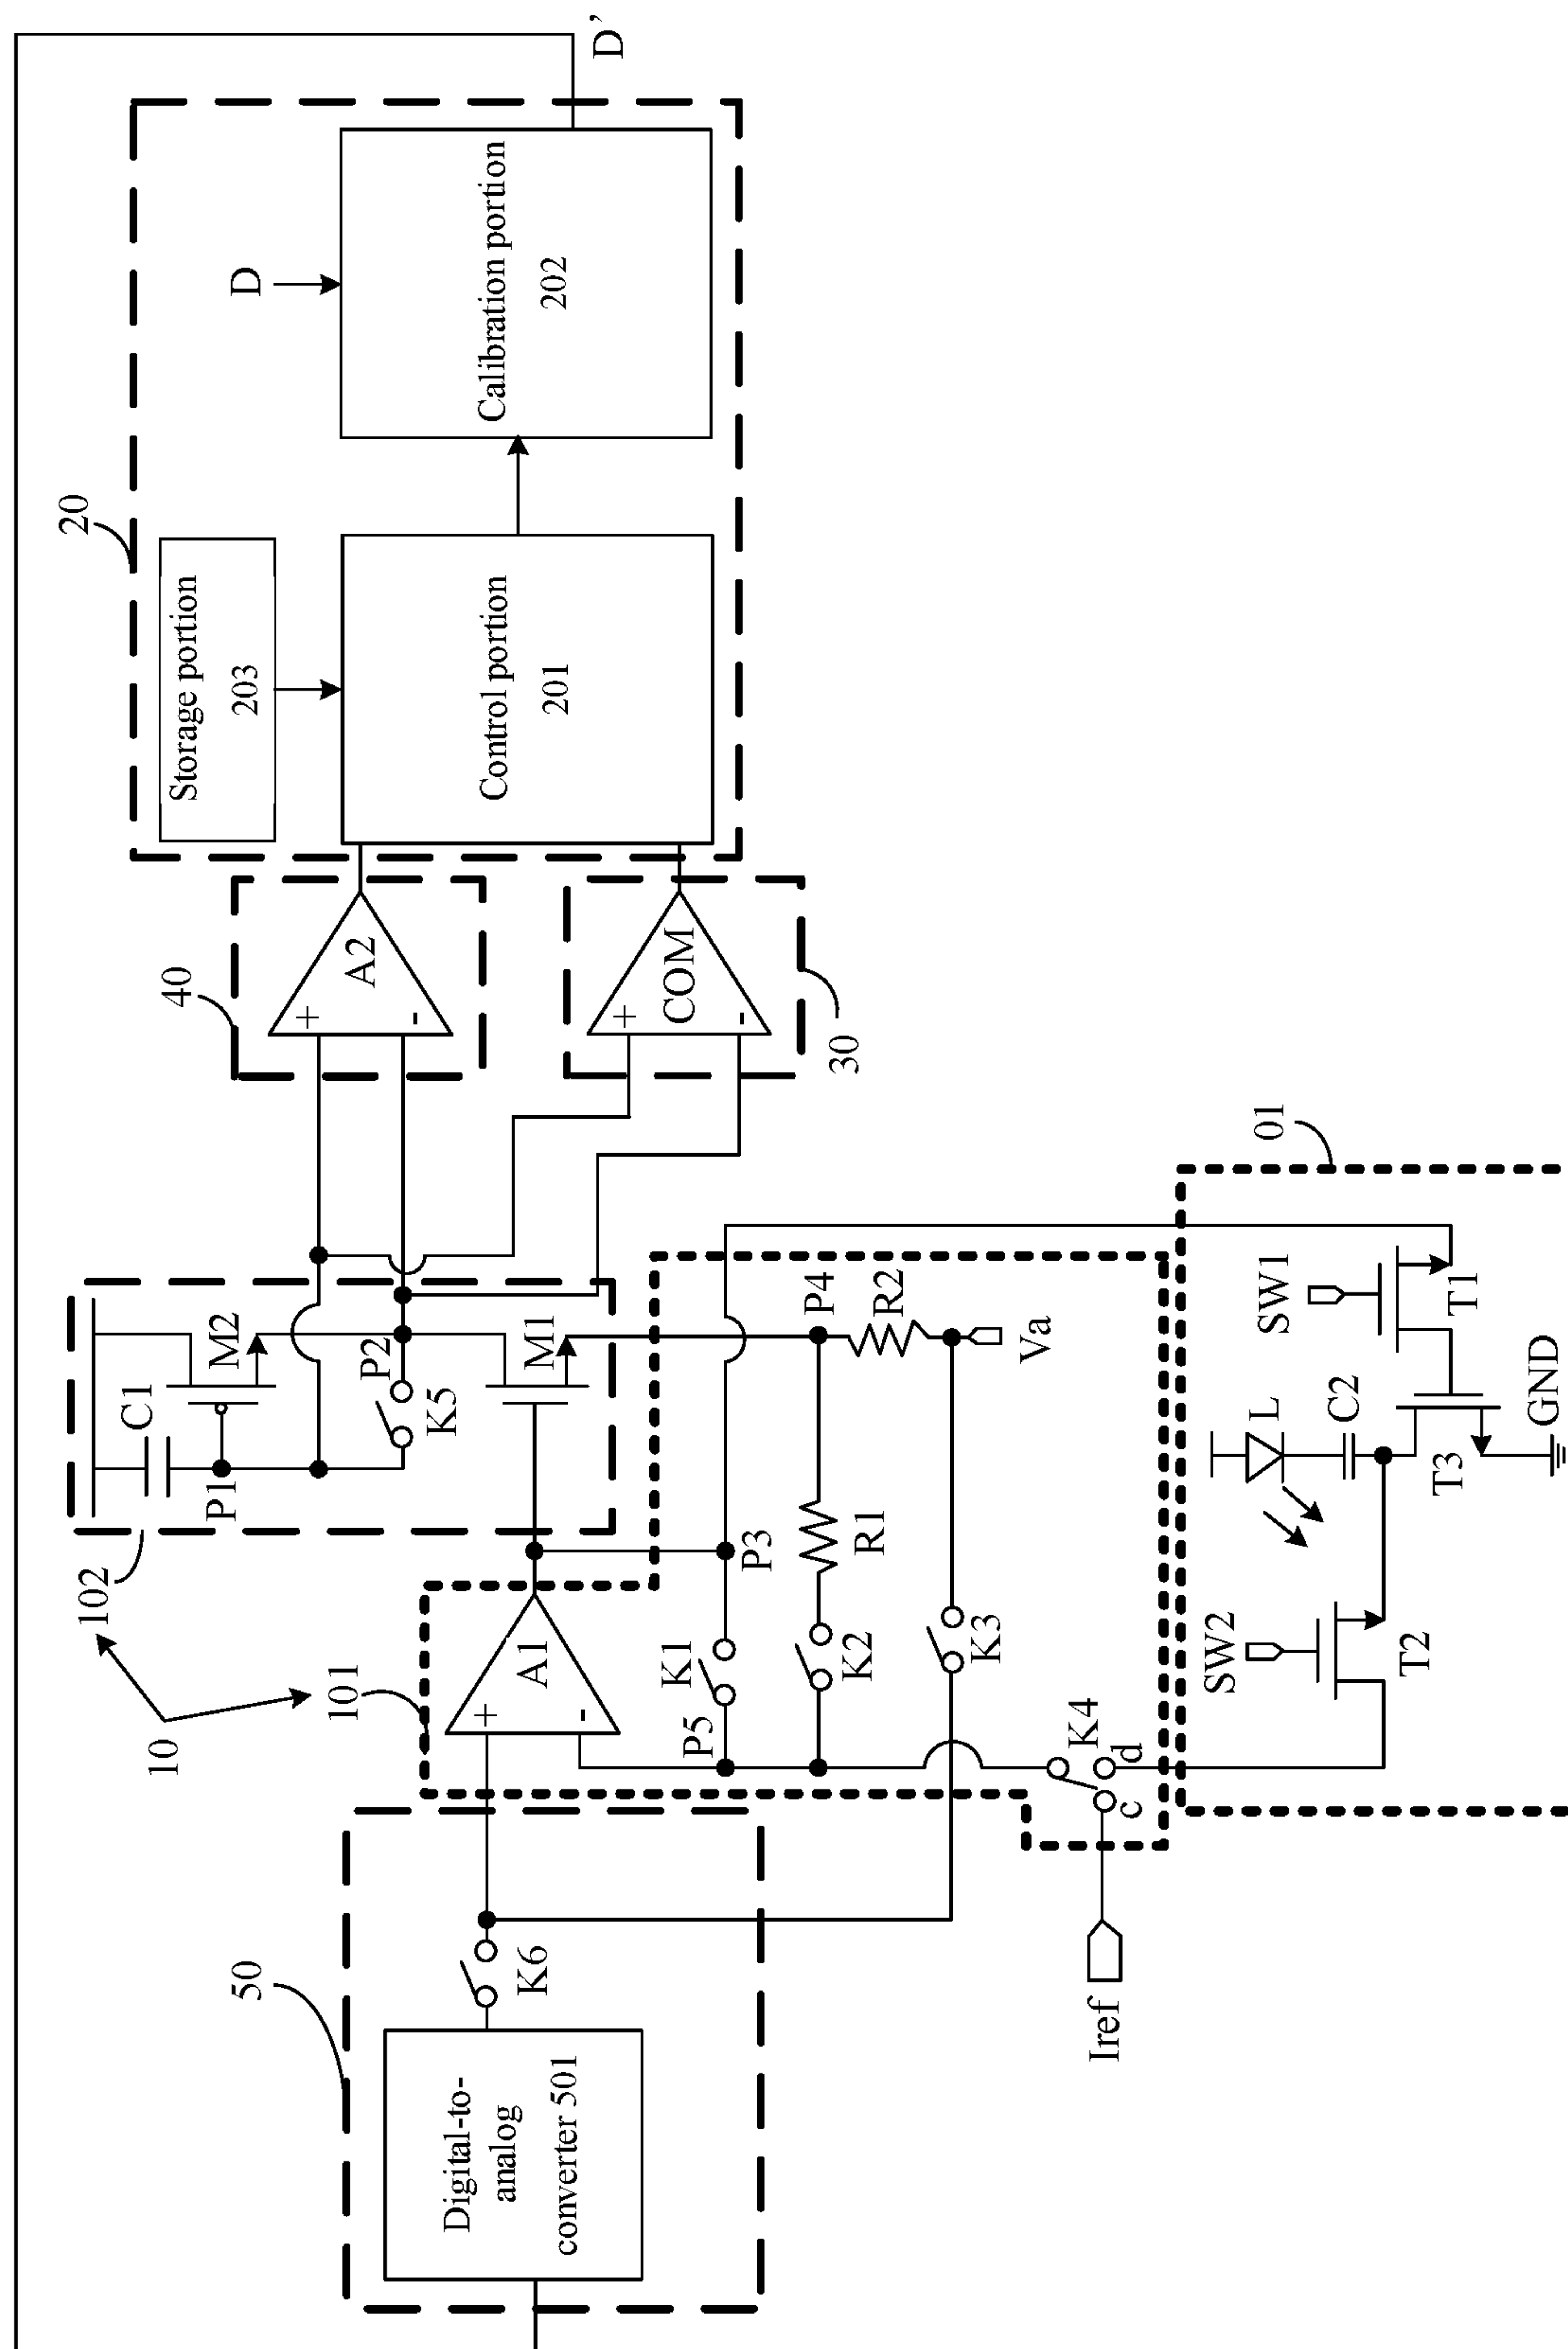 50
Digital-to-
analog
converter 501
K6
Iref
10
101
102
A1
+
-
P5
K1
P3
K2
R1
K3
K4
c
d
C1
P1
M2
P2
K5
M1
P4
R2
Va
40
+
-
A2
30
+
-
COM
20
Storage portion
203
Control portion
201
D
Calibration portion
202
D’
01
SW2
T2
SW1
T1
L
C2
T3
GND